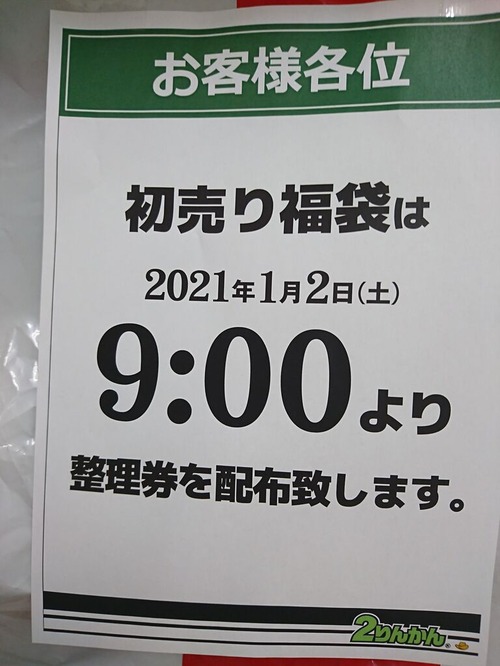 お客様各位
初売り福袋は
2021年1月2日(土)
9:00より
整理券を配布致します。
2りんかん